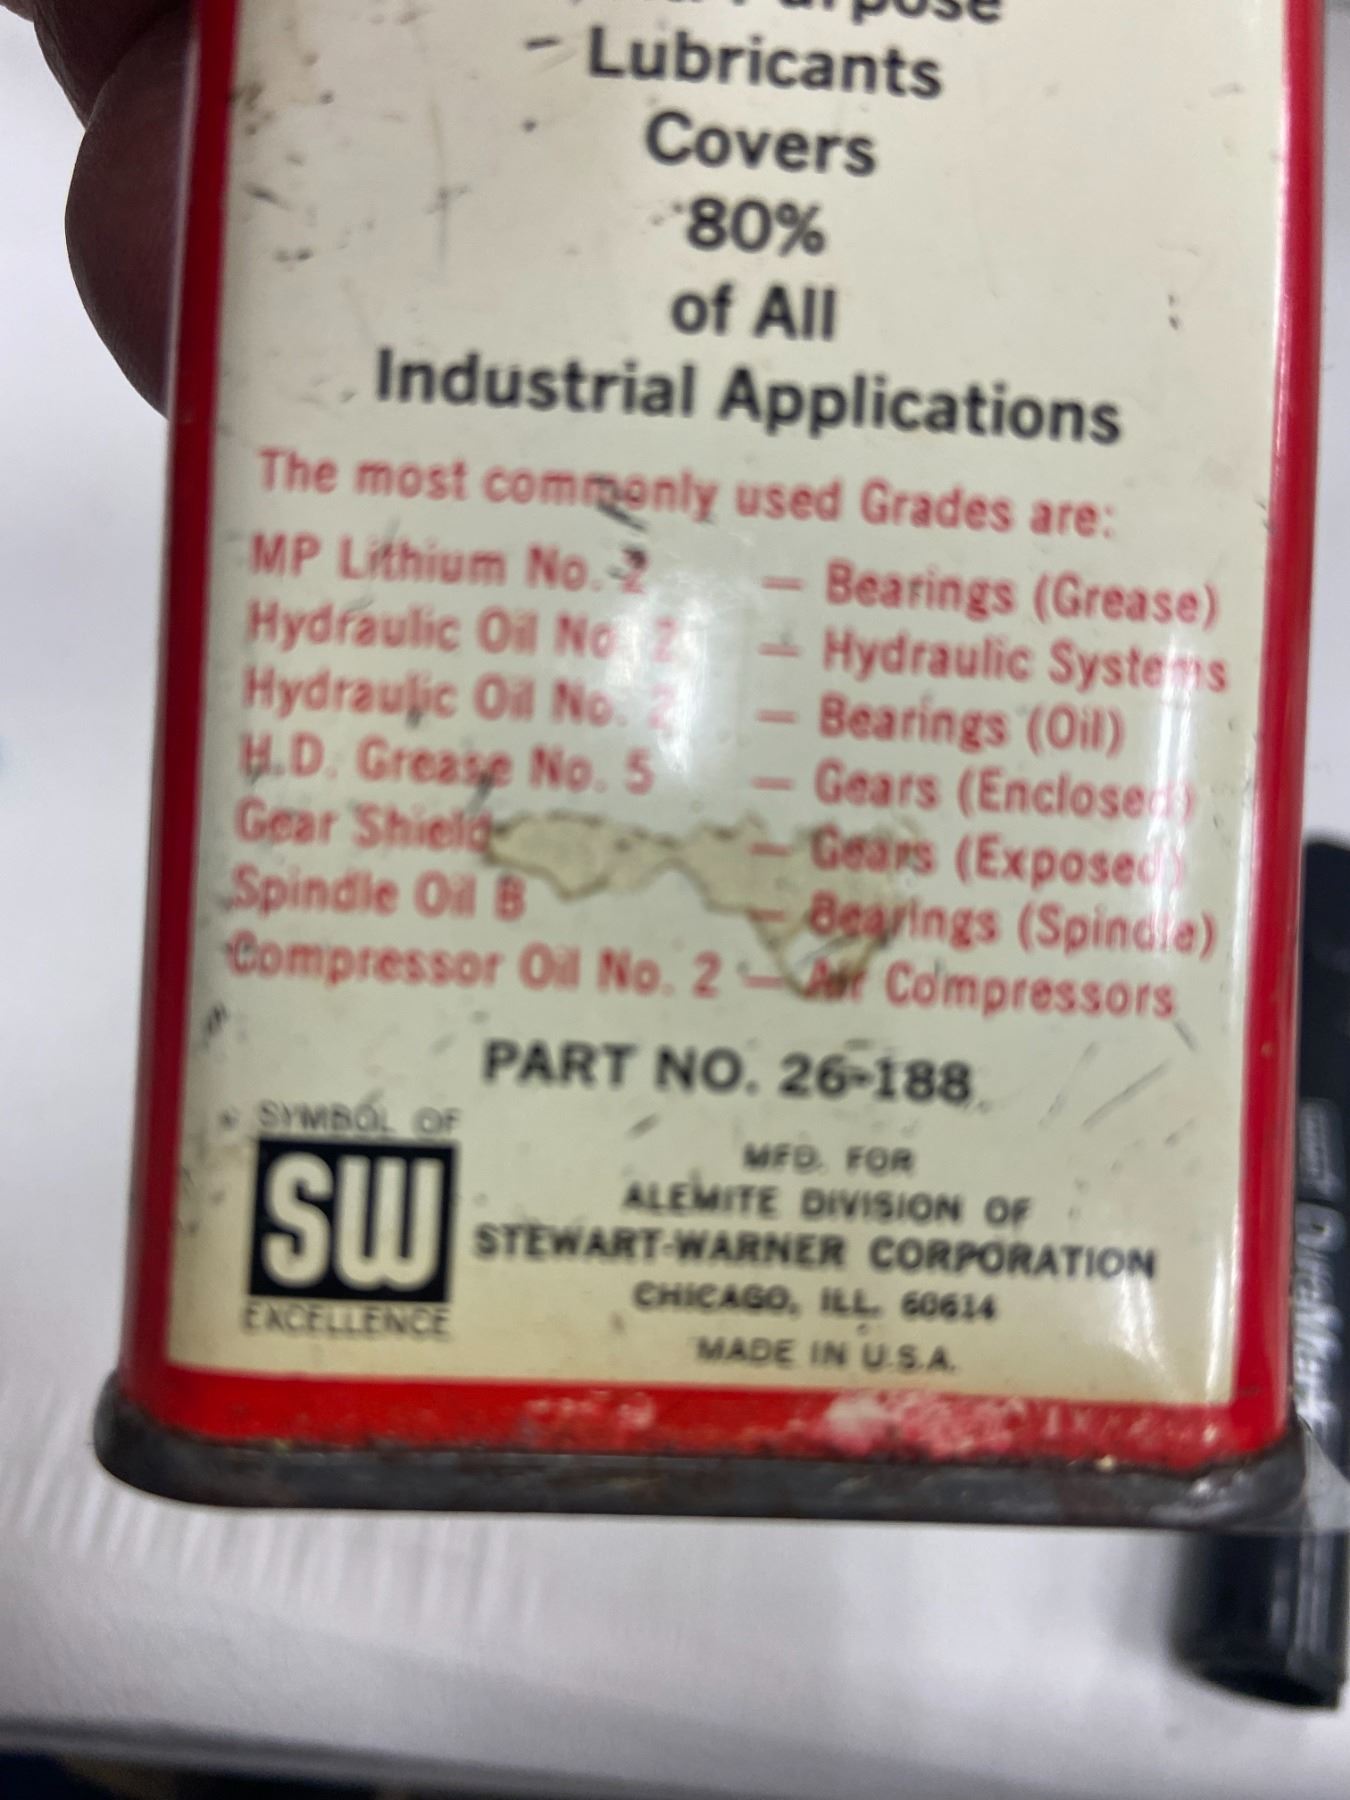 Purpose
Lubricants
Covers
80%
of All
Industrial Applications
The most commonly used Grades are:
MP Lithium No. 2 — Bearings (Grease)
Hydraulic Oil No. 2 — Hydraulic Systems
Hydraulic Oil No. 2 — Bearings (Oil)
H.D. Grease No. 5 — Gears (Enclosed)
Gear Shield — Gears (Exposed)
Spindle Oil B — Bearings (Spindle)
Compressor Oil No. 2 — Air Compressors
PART NO. 26-188
SYMBOL OF
SW
EXCELLENCE
MFD. FOR
ALEMITE DIVISION OF
STEWART-WARNER CORPORATION
CHICAGO, ILL. 60614
MADE IN U.S.A.